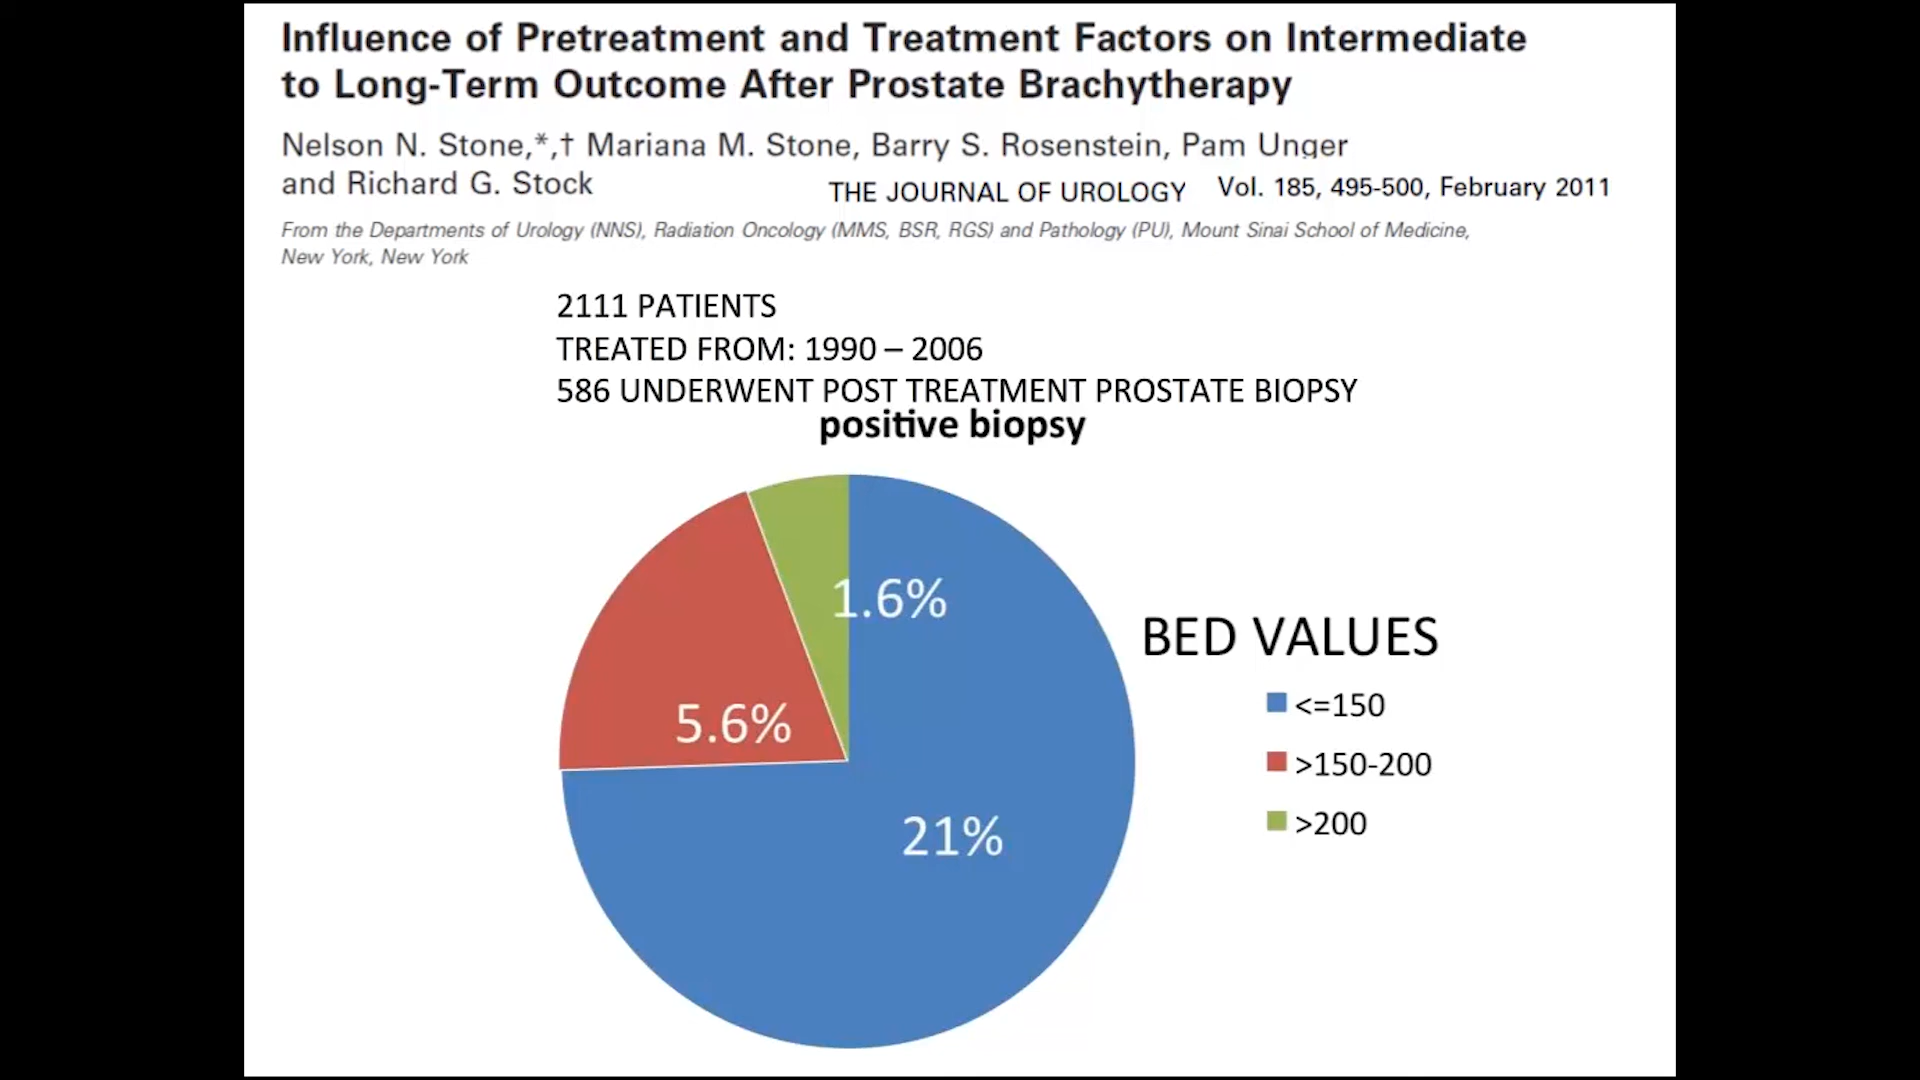 Influence of Pretreatment and Treatment Factors on Intermediate
to Long-Term Outcome After Prostate Brachytherapy
Nelson N. Stone,*,† Mariana M. Stone, Barry S. Rosenstein, Pam Unger
and Richard G. Stock
THE JOURNAL OF UROLOGY Vol. 185, 495-500, February 2011
From the Departments of Urology (NNS), Radiation Oncology (MMS, BSR, RGS) and Pathology (PU), Mount Sinai School of Medicine,
New York, New York
2111 PATIENTS
TREATED FROM: 1990 – 2006
586 UNDERWENT POST TREATMENT PROSTATE BIOPSY
positive biopsy
1.6%
5.6%
21%
BED VALUES
<=150
>150-200
>200